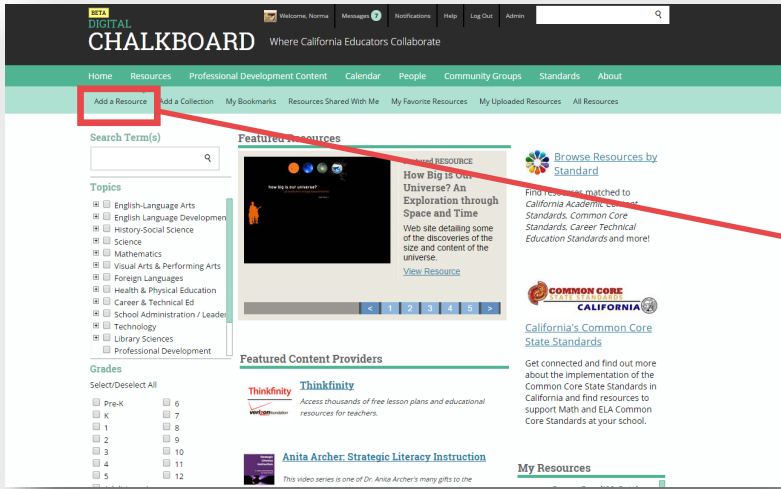 BETA
DIGITAL
CHALKBOARD
Where California Educators Collaborate
Welcome, Norma
Messages 7
Notifications
Help
Log Out
Admin
Home
Resources
Professional Development Content
Calendar
People
Community Groups
Standards
About
Add a Resource
Add a Collection
My Bookmarks
Resources Shared With Me
My Favorite Resources
My Uploaded Resources
All Resources
Search Term(s)
Topics
English-Language Arts
English Language Developmen
History-Social Science
Science
Mathematics
Visual Arts & Performing Arts
Foreign Languages
Health & Physical Education
Career & Technical Ed
School Administration / Leader
Technology
Library Sciences
Professional Development
Grades
Select/Deselect All
Pre-K
K
1
2
3
4
5
6
7
8
9
10
11
12
Featured Resources
how big is our universe?
Featured RESOURCE
How Big is Our
Universe? An
Exploration through
Space and Time
Web site detailing some
of the discoveries of the
size and content of the
universe.
View Resource
< 1 2 3 4 5 >
Featured Content Providers
Thinkfinity
verizon foundation
Thinkfinity
Access thousands of free lesson plans and educational
resources for teachers.
Anita Archer: Strategic Literacy Instruction
This video series is one of Dr. Anita Archer's many gifts to the
Browse Resources by
Standard
Find resources matched to
California Academic Content
Standards, Common Core
Standards, Career Technical
Education Standards and more!
COMMON CORE
STATE STANDARDS
CALIFORNIA
California's Common Core
State Standards
Get connected and find out more
about the implementation of the
Common Core State Standards in
California and find resources to
support Math and ELA Common
Core Standards at your school.
My Resources